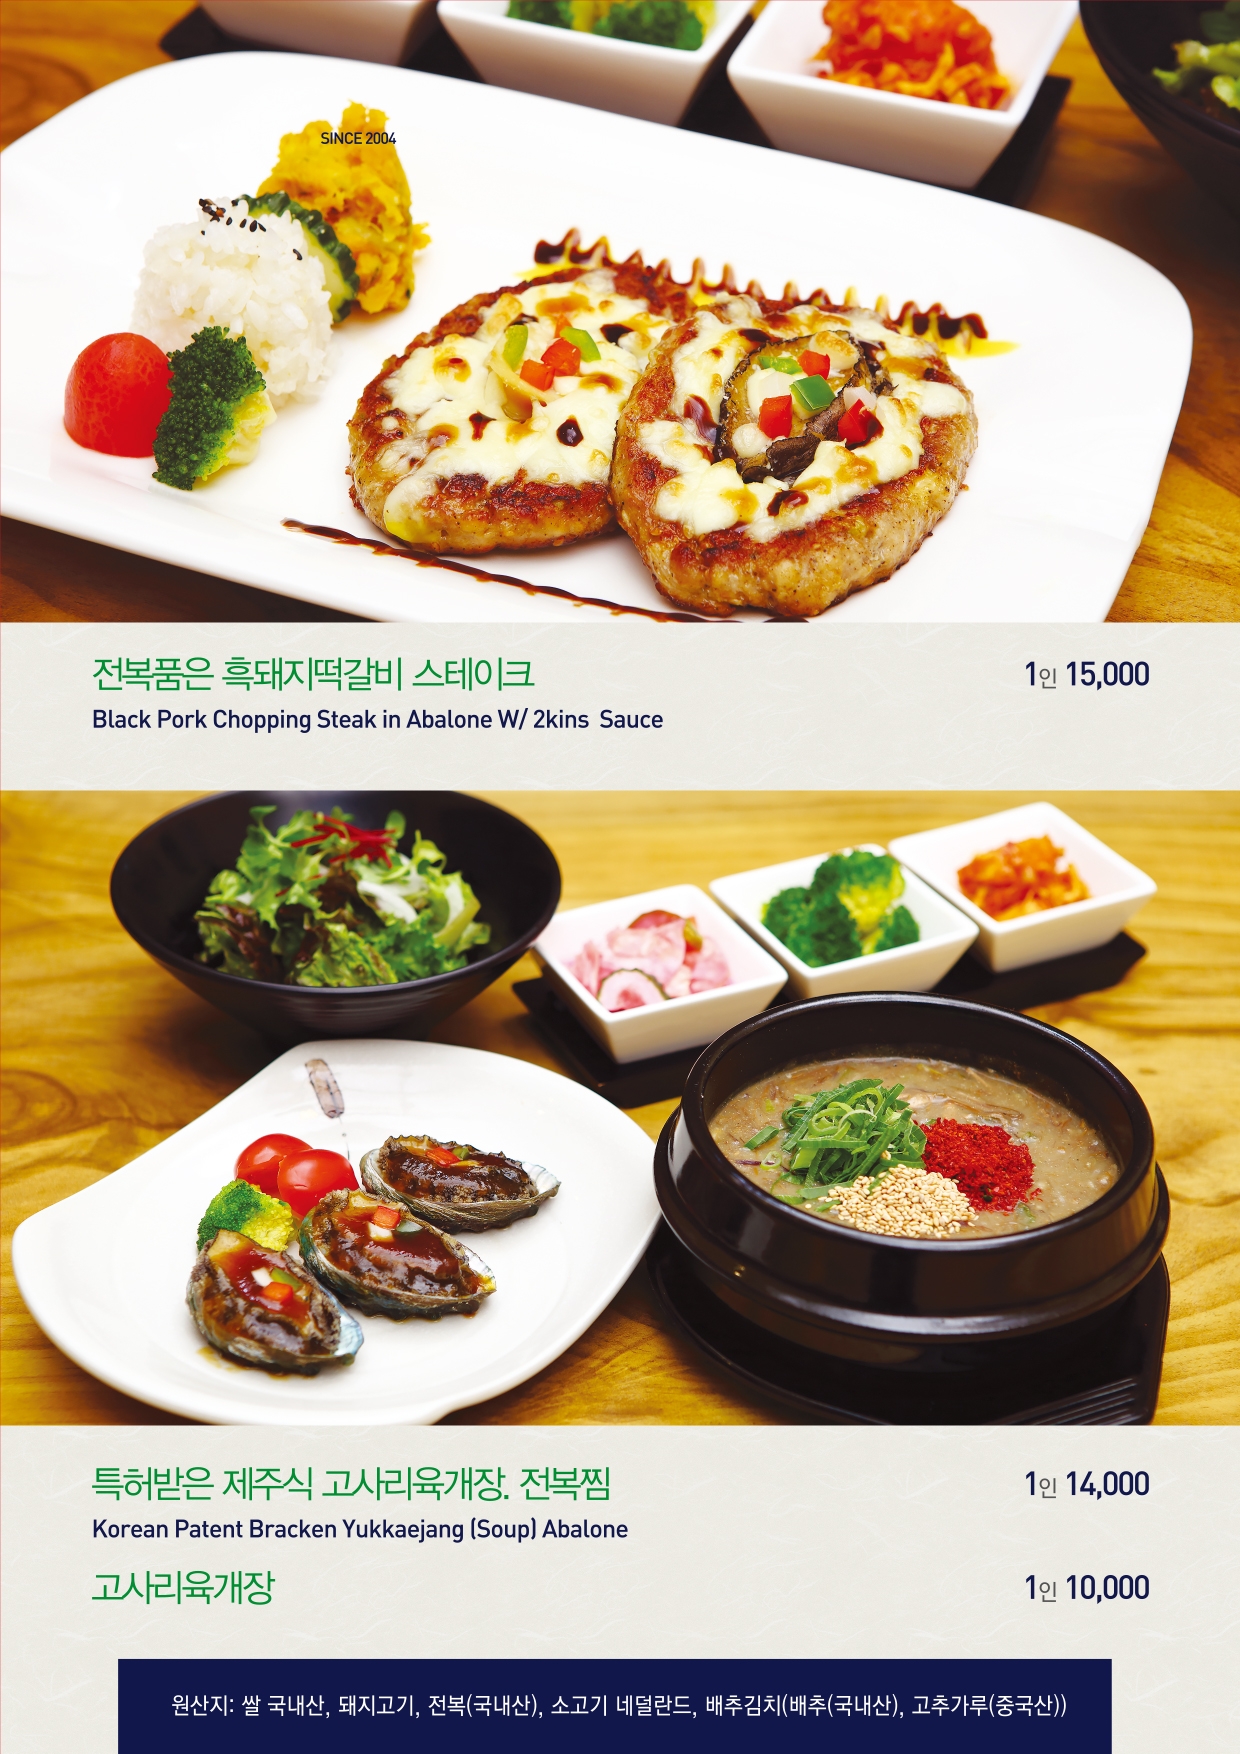 SINCE 2004
전복품은 흑돼지떡갈비 스테이크 1인 15,000
Black Pork Chopping Steak in Abalone W/ 2kins Sauce
특허받은 제주식 고사리육개장. 전복찜 1인 14,000
Korean Patent Bracken Yukkaejang (Soup) Abalone
고사리육개장 1인 10,000
원산지: 쌀 국내산, 돼지고기, 전복(국내산), 소고기 네덜란드, 배추김치(배추(국내산), 고추가루(중국산))